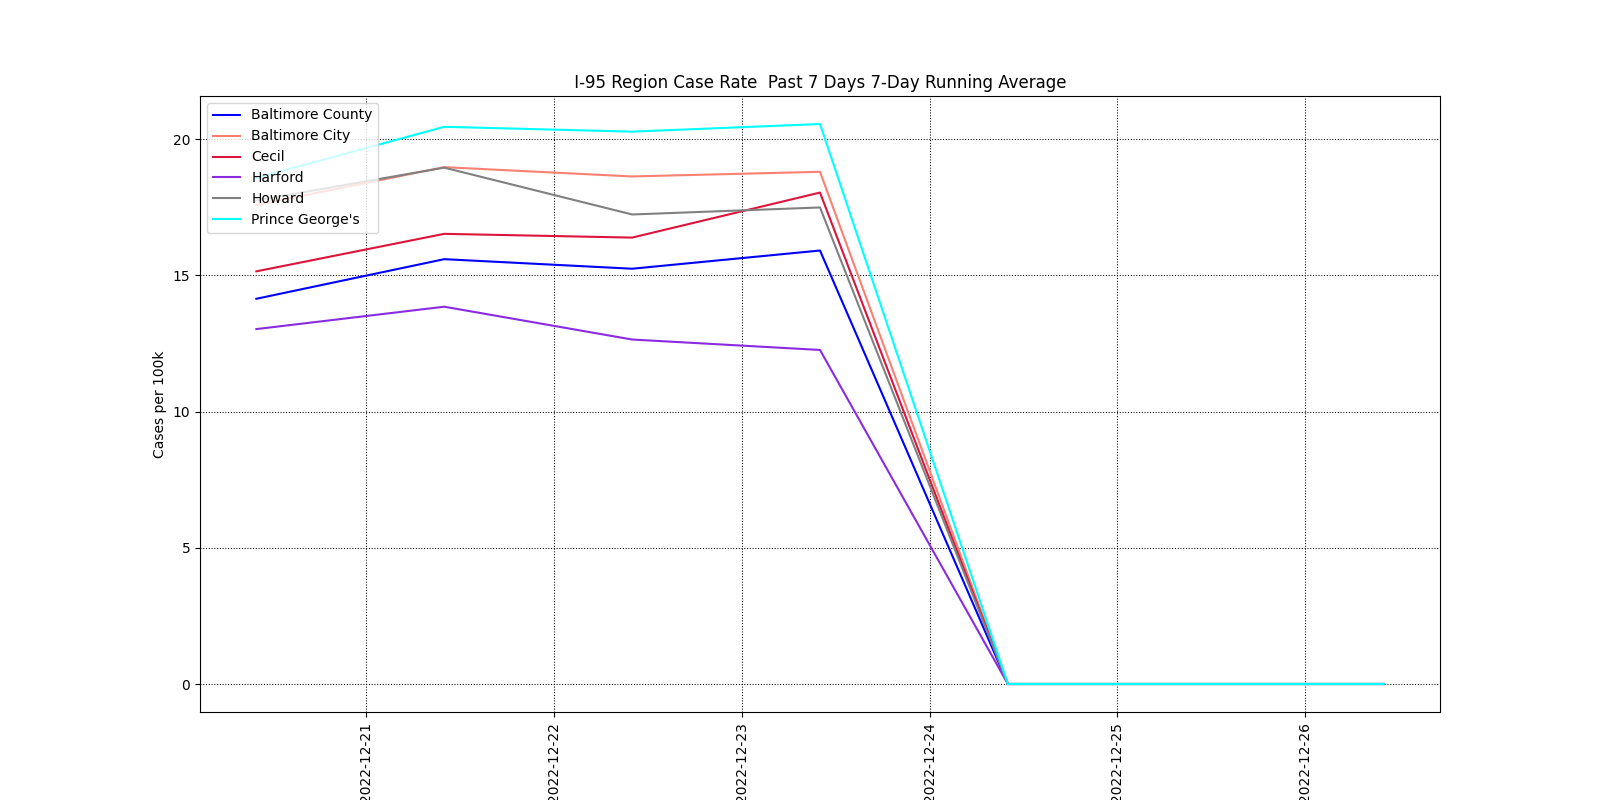 I-95 Region Case Rate  Past 7 Days 7-Day Running Average
Baltimore County
Baltimore City
Cecil
Harford
Howard
Prince George's
Cases per 100k
20
15
10
5
0
2022-12-21
2022-12-22
2022-12-23
2022-12-24
2022-12-25
2022-12-26